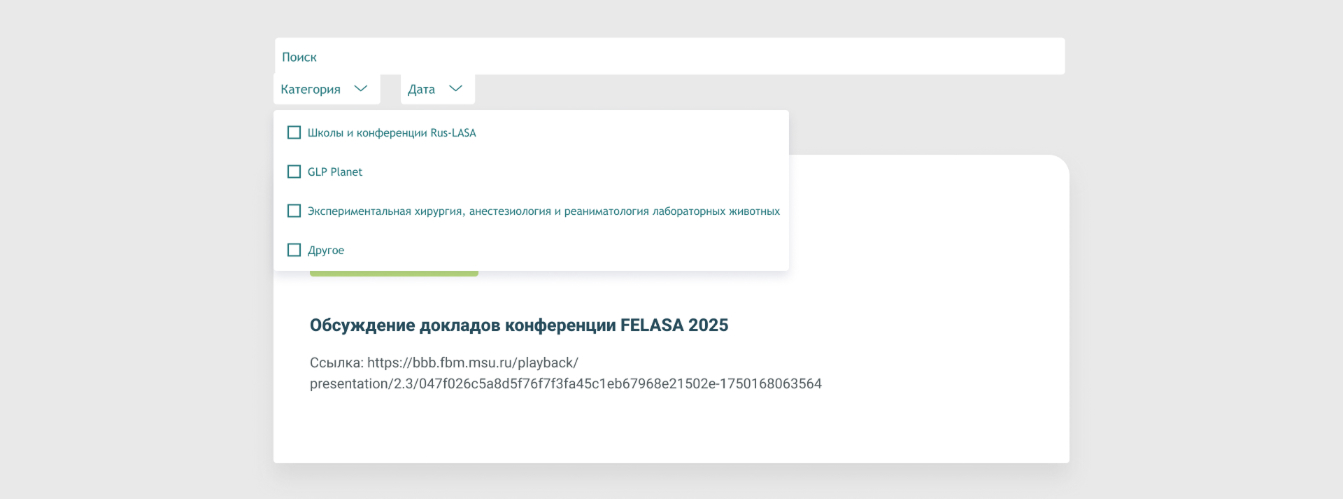 Поиск
Категория
Дата
Школы и конференции Rus-LASA
GLP Planet
Экспериментальная хирургия, анестезиология и реаниматология лабораторных животных
Другое
Обсуждение докладов конференции FELASA 2025
Ссылка: https://bbb.fbm.msu.ru/playback/
presentation/2.3/047f026c5a8d5f76f7f3fa45c1eb67968e21502e-1750168063564